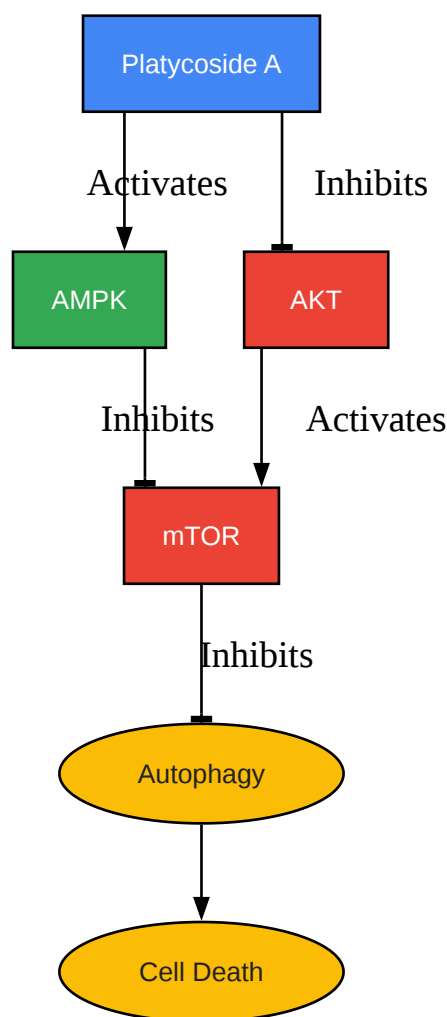 Platycoside A
Activates
Inhibits
AMPK
AKT
Inhibits
Activates
mTOR
Inhibits
Autophagy
Cell Death